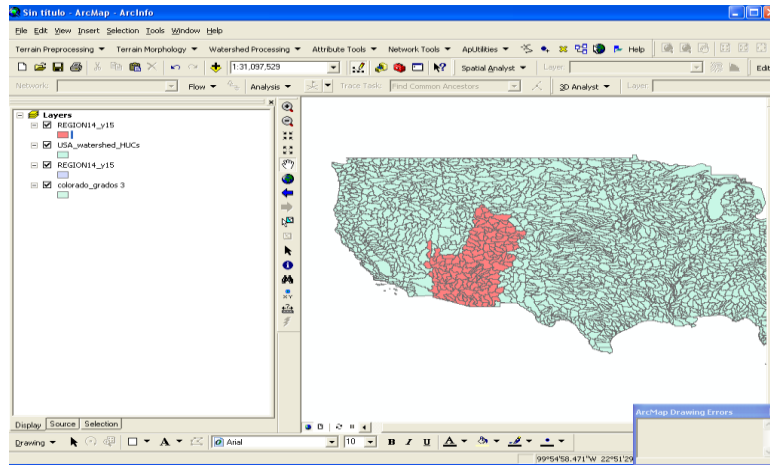 Sin título - ArcMap - ArcInfo
File Edit View Insert Selection Tools Window Help
Terrain Preprocessing Terrain Morphology Watershed Processing Attribute Tools Network Tools ApUtilities Help
1:31,097,529 Spatial Analyst Layer: Edit
Network: Flow Analysis Trace Task: Find Common Ancestors 3D Analyst Layer:
Layers
REGION14_y15
USA_watershed_HUCs
REGION14_y15
colorado_grados 3
XY
ArcMap Drawing Errors
Display Source Selection
Drawing A Arial 10 B I U A
99°54'58.471"W 22°51'29